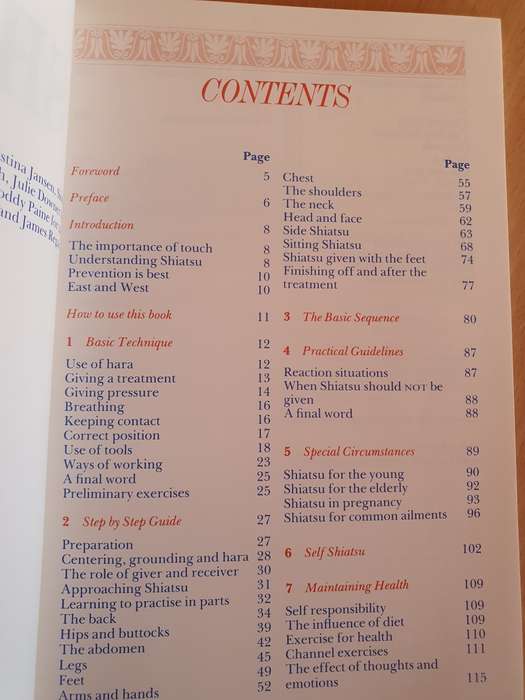 stina Jansen,
h, Julie
oddy Paine for
and James
CONTENTS
Page
Foreword 5
Preface 6
Introduction 8
The importance of touch 8
Understanding Shiatsu 8
Prevention is best 10
East and West 10
How to use this book 11
1 Basic Technique 12
Use of hara 12
Giving a treatment 13
Giving pressure 14
Breathing 16
Keeping contact 16
Correct position 17
Use of tools 18
Ways of working 23
A final word 25
Preliminary exercises 25
2 Step by Step Guide 27
Preparation 27
Centering, grounding and hara 28
The role of giver and receiver 30
Approaching Shiatsu 31
Learning to practise in parts 32
The back 34
Hips and buttocks 39
The abdomen 42
Legs 45
Feet 49
Arms and hands 52
Page
Chest 55
The shoulders 57
The neck 59
Head and face 62
Side Shiatsu 63
Sitting Shiatsu 68
Shiatsu given with the feet 74
Finishing off and after the
treatment 77
3 The Basic Sequence 80
4 Practical Guidelines 87
Reaction situations 87
When Shiatsu should NOT be
given 88
A final word 88
5 Special Circumstances 89
Shiatsu for the young 90
Shiatsu for the elderly 92
Shiatsu in pregnancy 93
Shiatsu for common ailments 96
6 Self Shiatsu 102
7 Maintaining Health 109
Self responsibility 109
The influence of diet 109
Exercise for health 110
Channel exercises 111
The effect of thoughts and
emotions 115